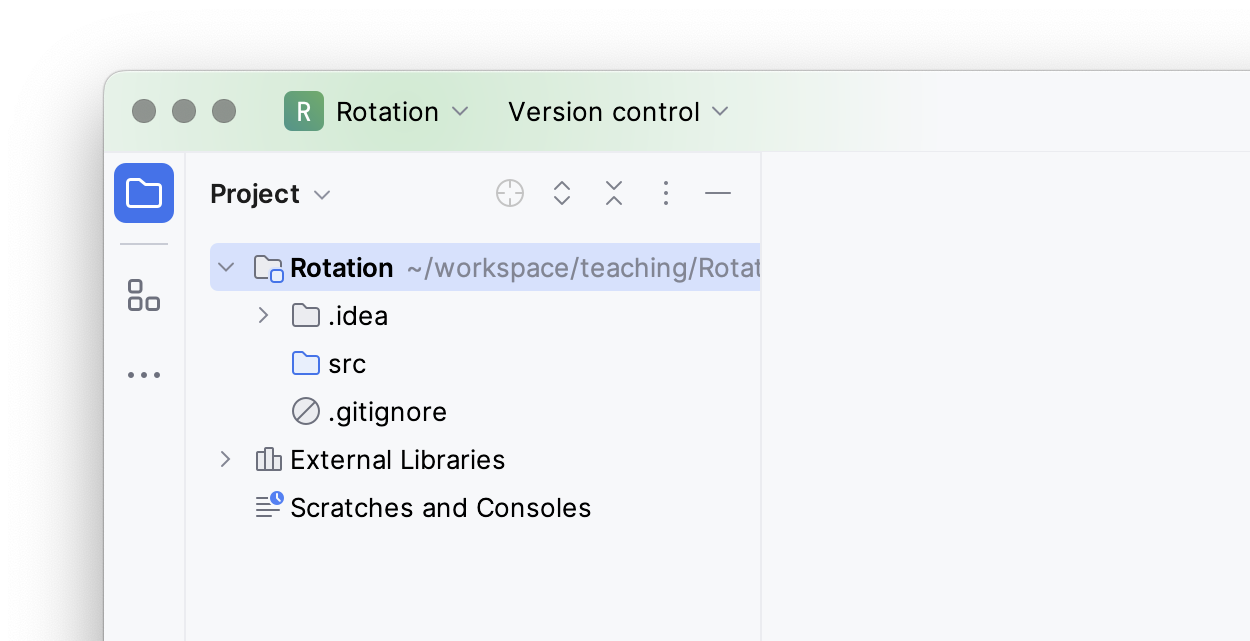 R Rotation Version control
Project
Rotation ~/workspace/teaching/Rotat
.idea
src
.gitignore
External Libraries
Scratches and Consoles